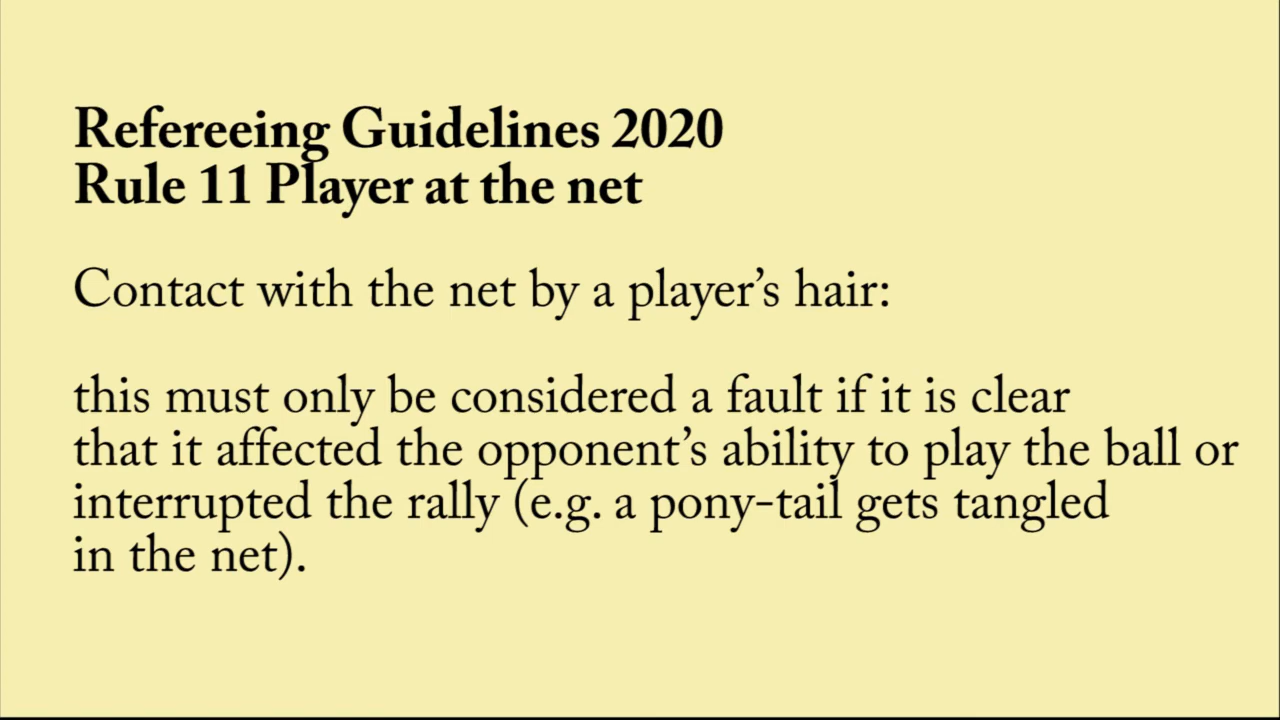 Refereeing Guidelines 2020
Rule 11 Player at the net
Contact with the net by a player’s hair:
this must only be considered a fault if it is clear
that it affected the opponent’s ability to play the ball or
interrupted the rally (e.g. a pony-tail gets tangled
in the net).